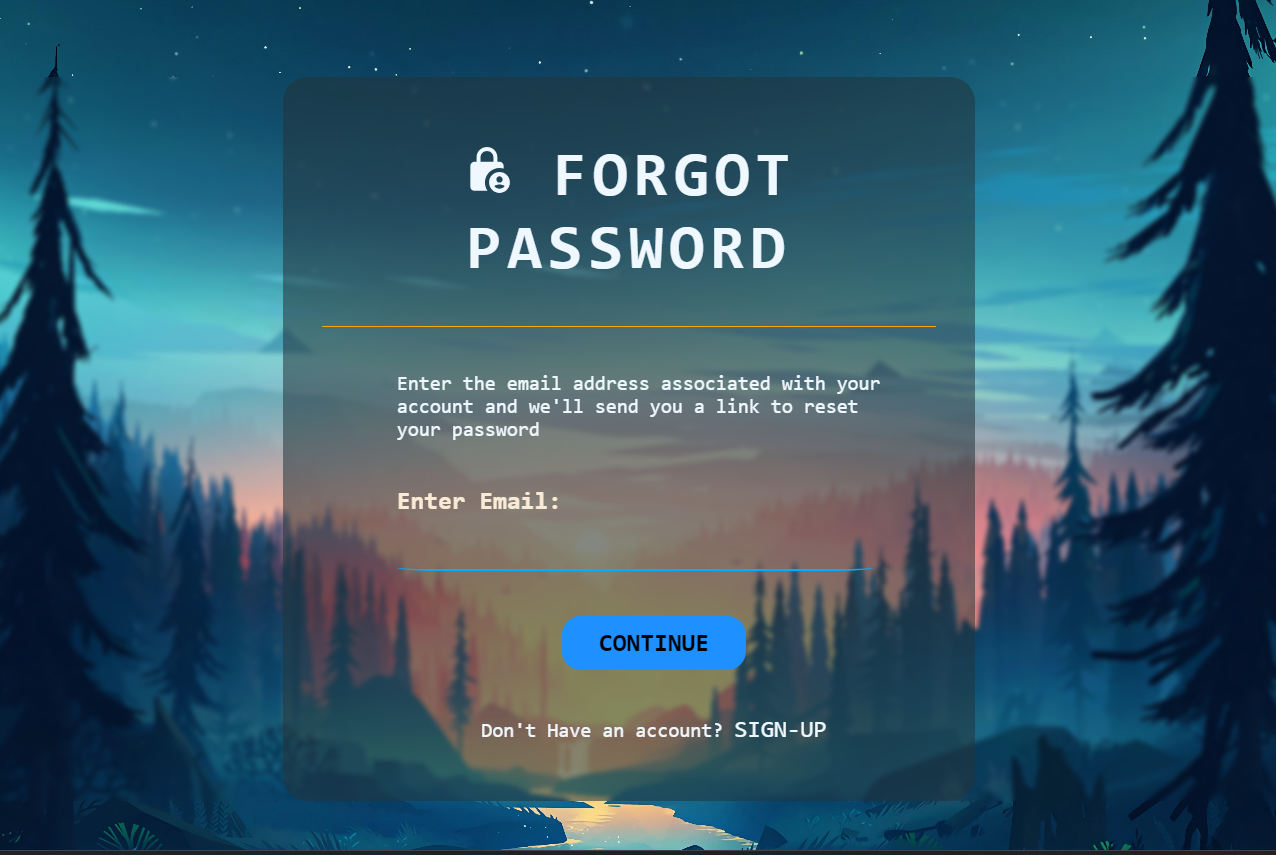 FORGOT
PASSWORD
Enter the email address associated with your
account and we'll send you a link to reset
your password
Enter Email:
CONTINUE
Don't Have an account? SIGN-UP